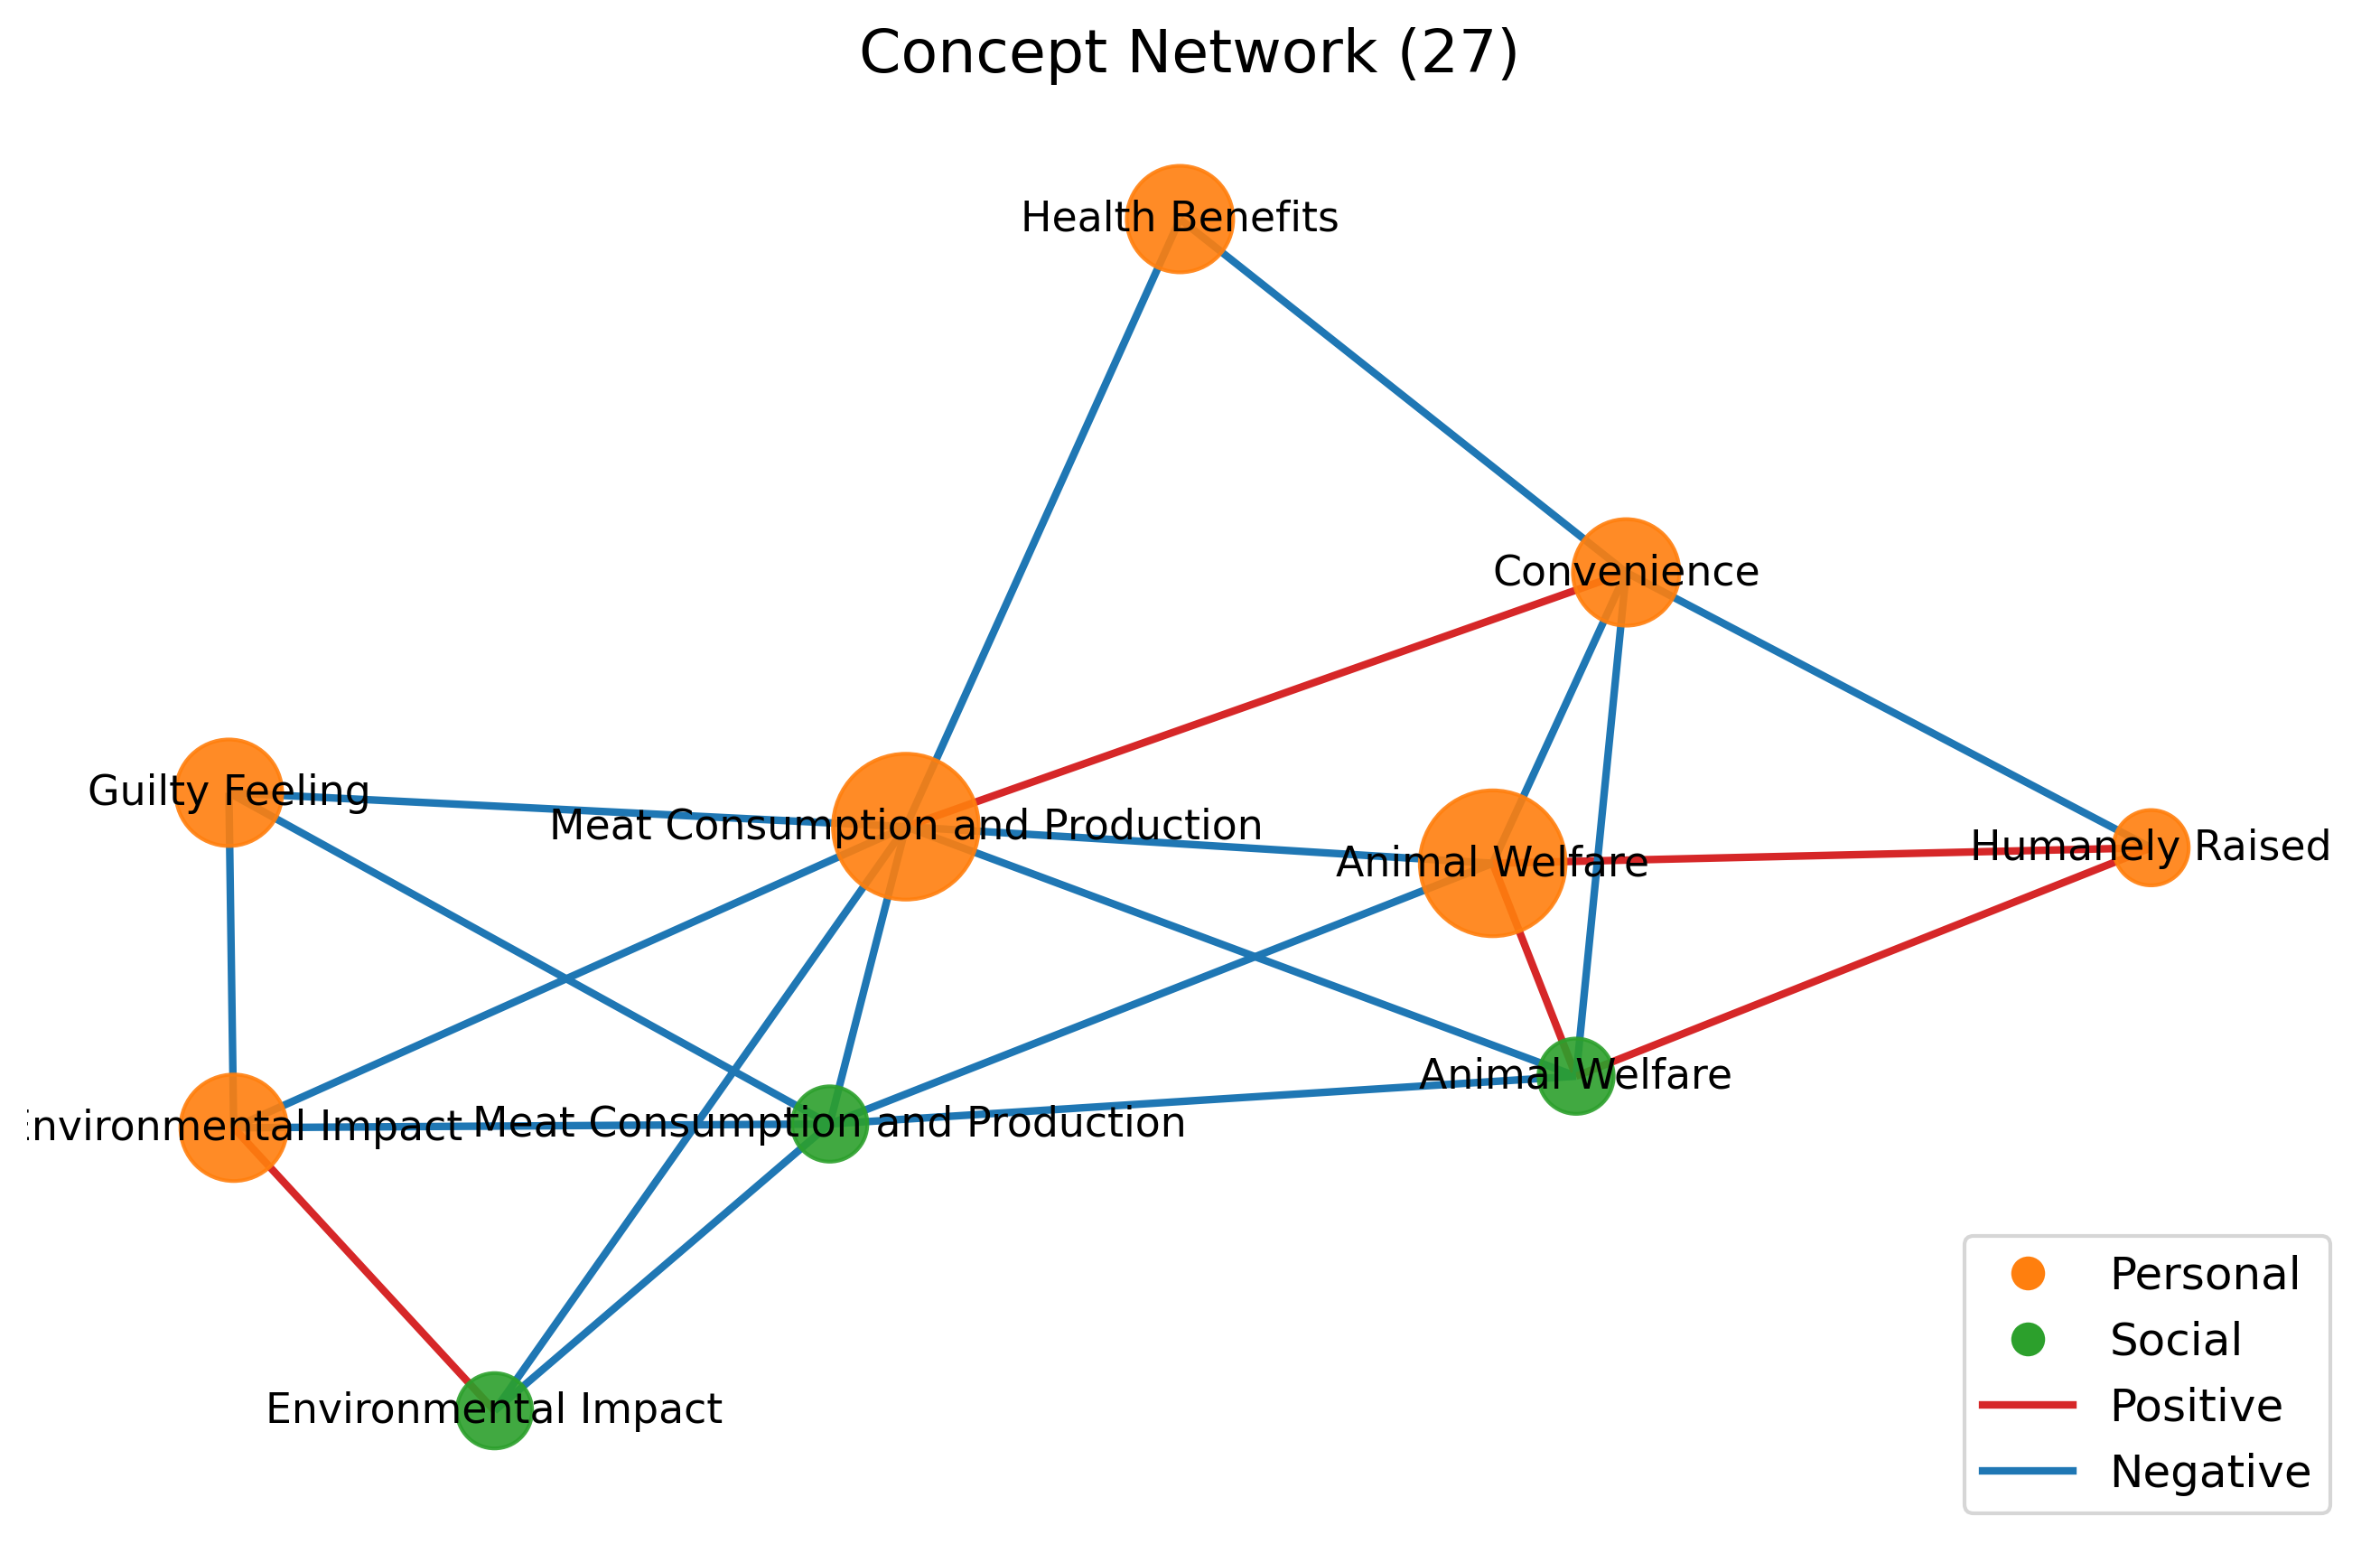 Concept Network (27)
Health Benefits
Convenience
Guilty Feeling
Meat Consumption and Production
Animal Welfare
Humanely Raised
nvironmental Impact
Meat Consumption and Production
Animal Welfare
Environmental Impact
Personal
Social
Positive
Negative